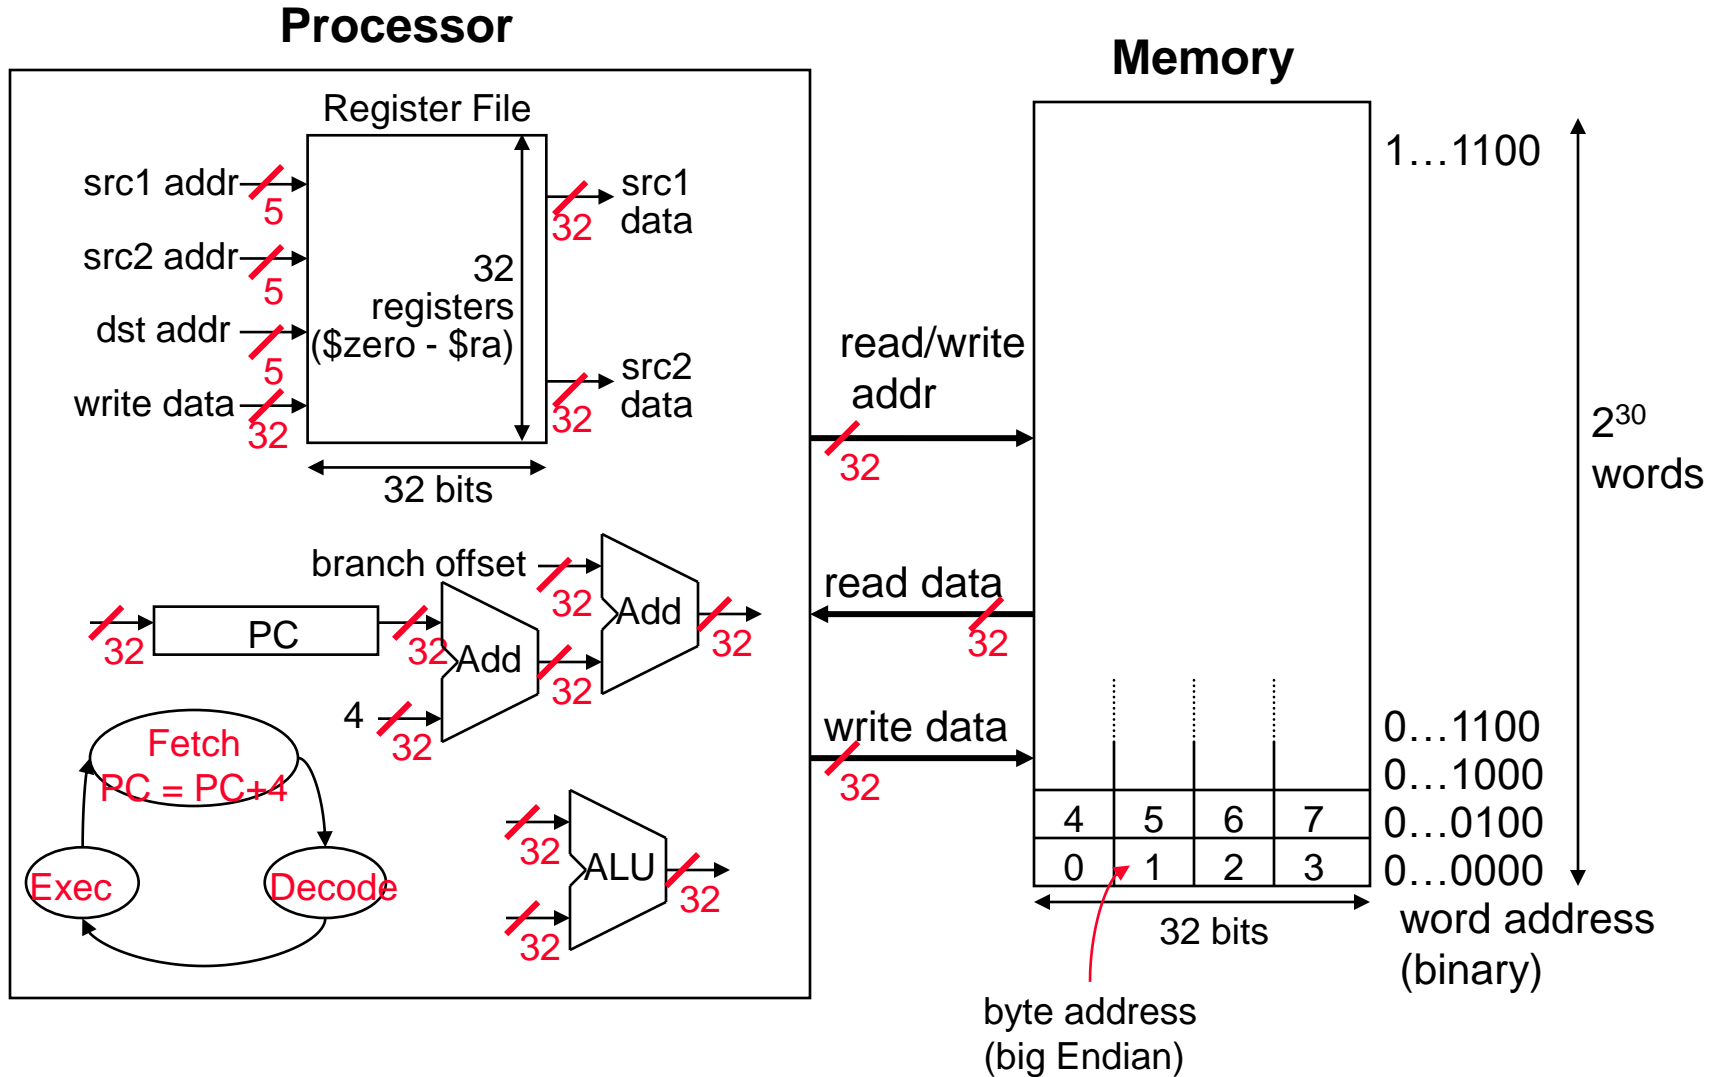 Processor
Register File
src1 addr
5
src2 addr
5
dst addr
5
write data
32
32
registers
($zero - $ra)
32 bits
src1
data
32
src2
data
32
branch offset
32
Add
32
32
PC
32
Add
32
4
32
Fetch
PC = PC+4
Decode
Exec
32
32
ALU
32
read/write
addr
32
read data
32
write data
32
Memory
1…1100
2³⁰
words
0…1100
0…1000
4 5 6 7 0…0100
0 1 2 3 0…0000
32 bits
word address
(binary)
byte address
(big Endian)